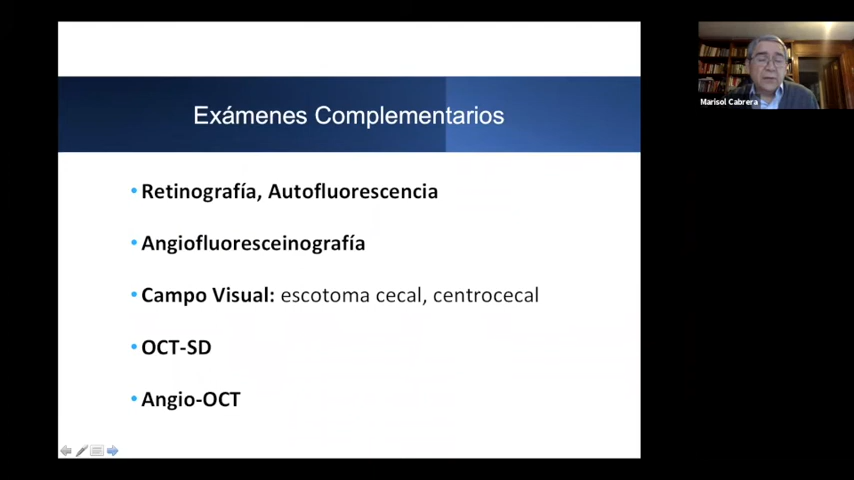 Exámenes Complementarios
• Retinografía, Autofluorescencia
• Angiofluoresceinografía
• Campo Visual: escotoma cecal, centrocecal
• OCT-SD
• Angio-OCT
Marisol Cabrera